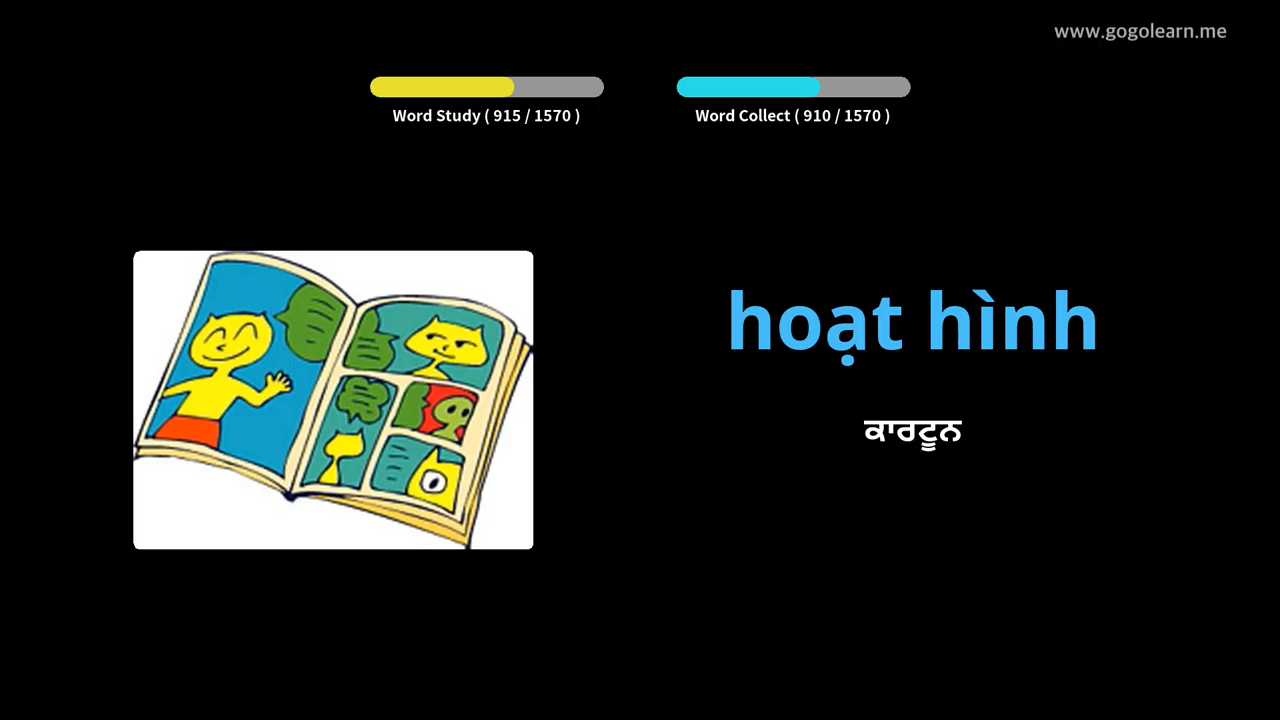 www.gogolearn.me
Word Study ( 915 / 1570 )
Word Collect ( 910 / 1570 )
hoạt hình
ਕਾਰਟੂਨ